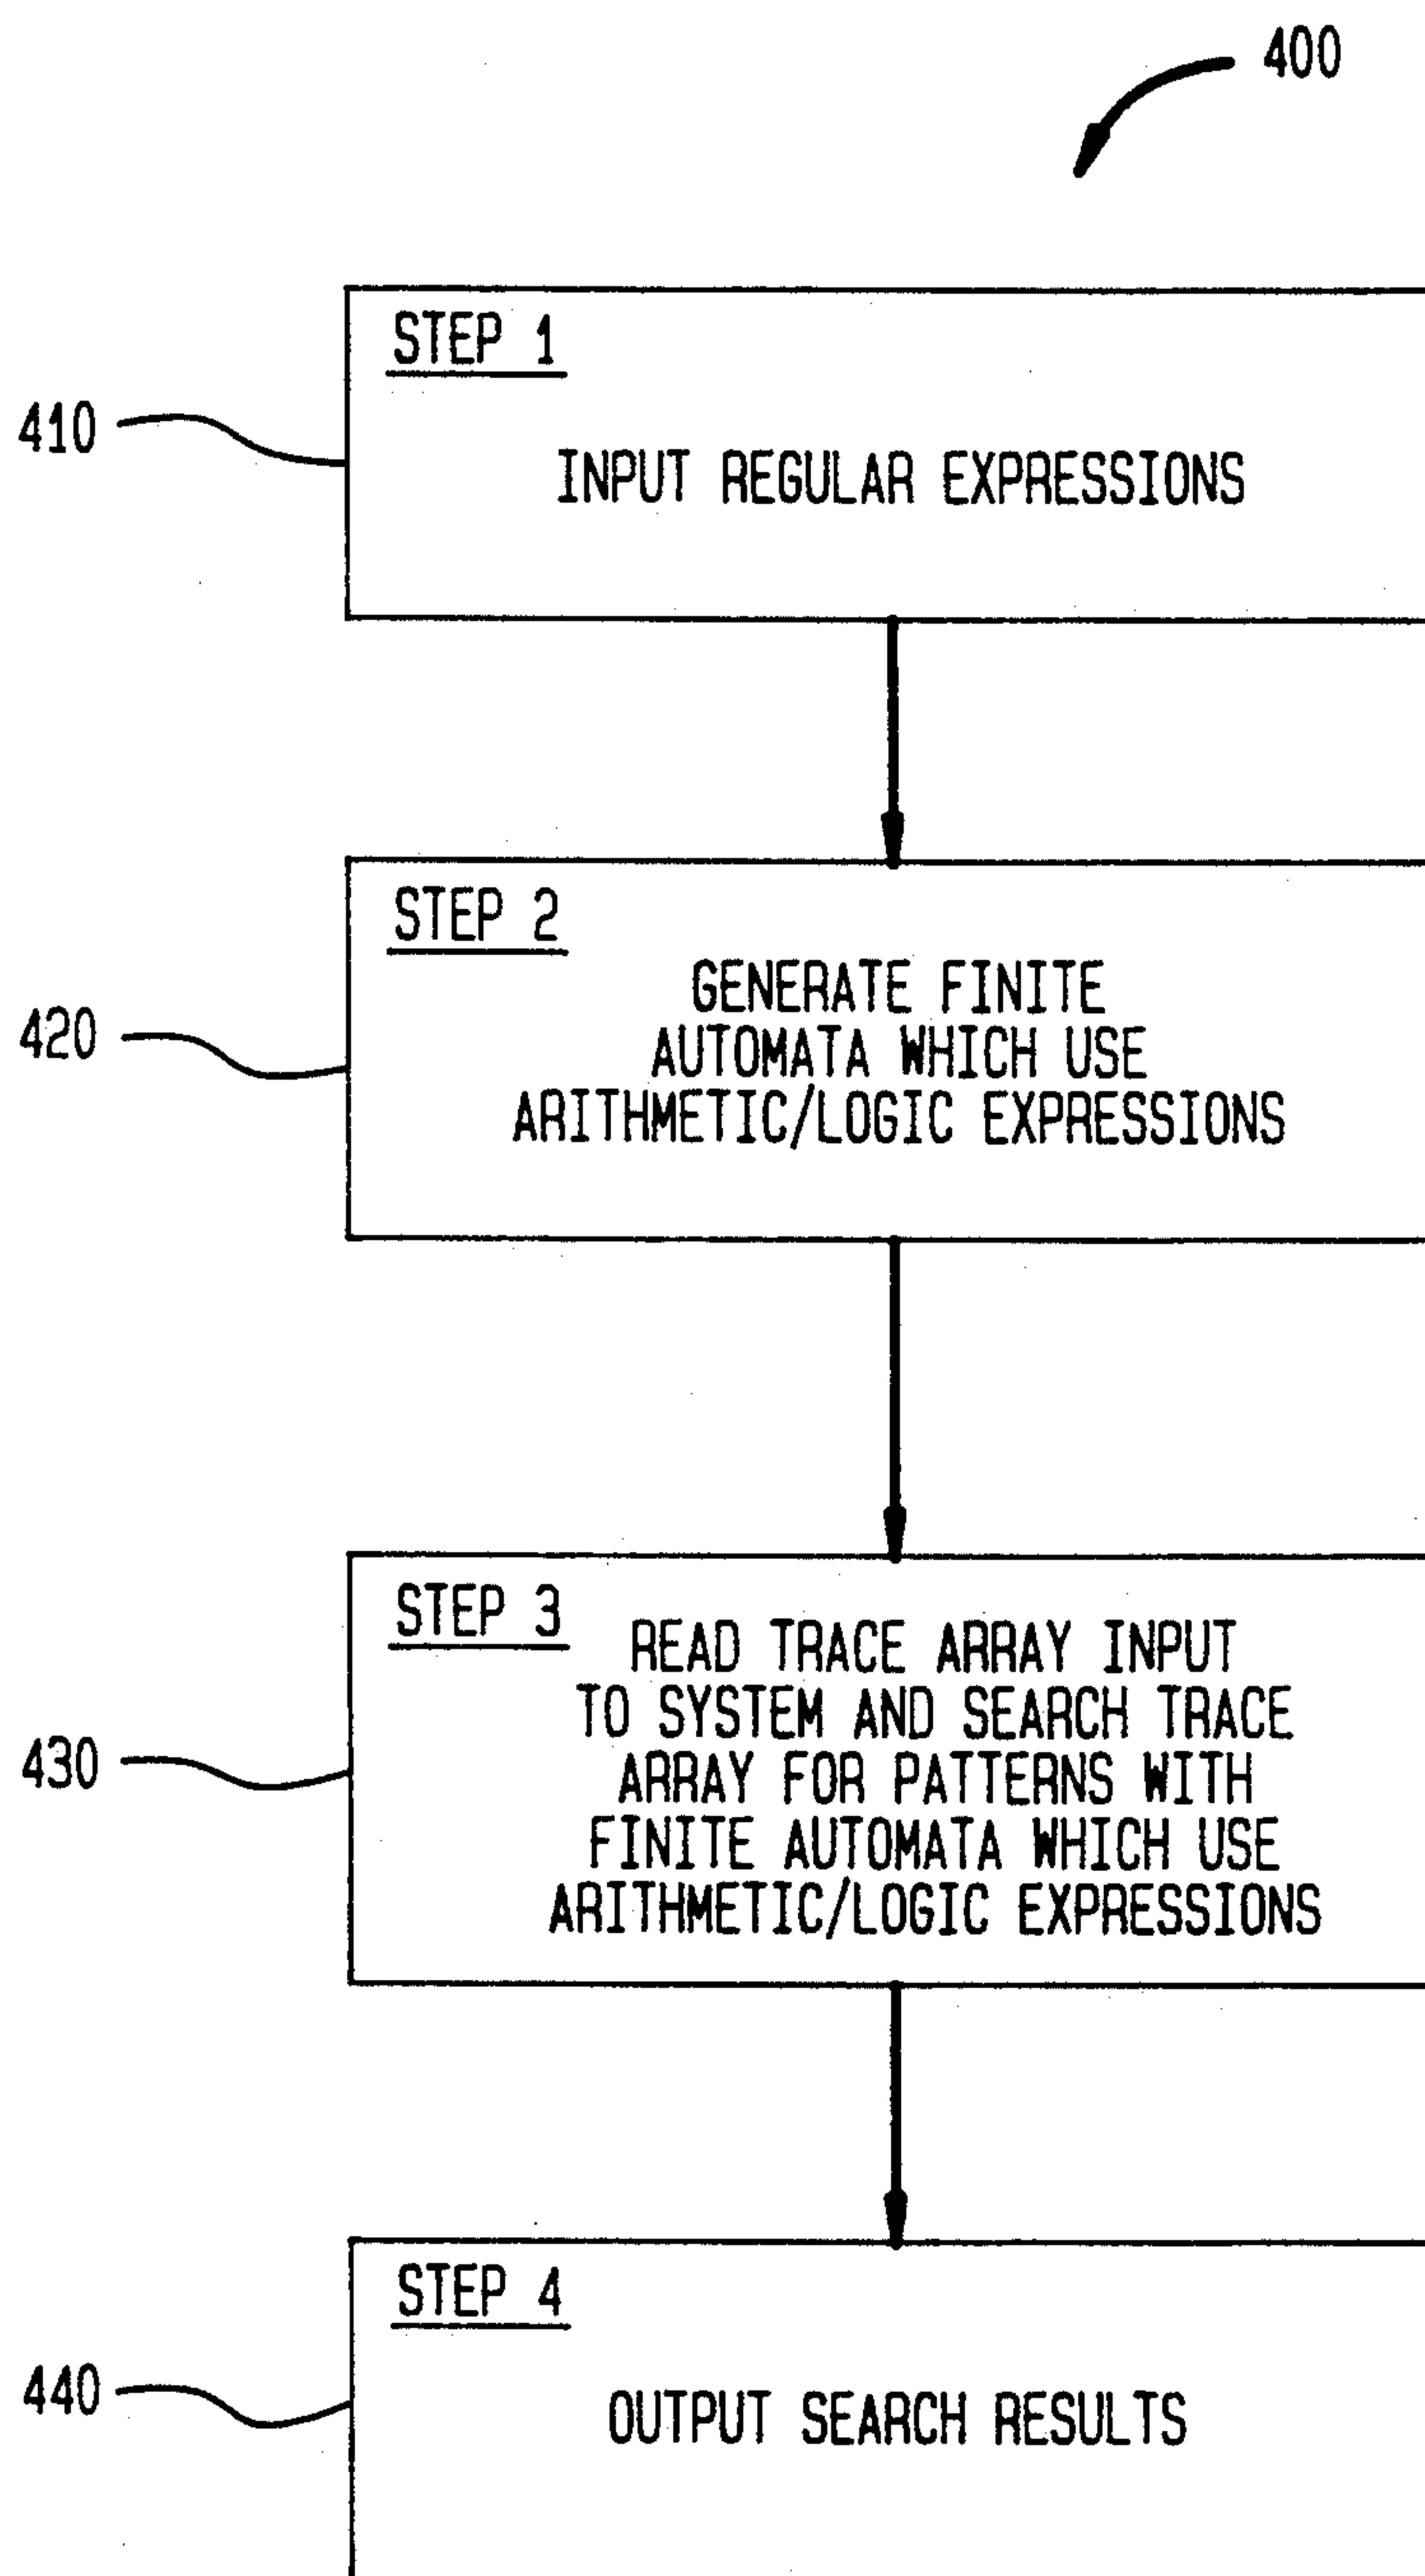 400
STEP 1
410
INPUT REGULAR EXPRESSIONS
STEP 2
GENERATE FINITE
420
AUTOMATA WHICH USE
ARITHMETIC/LOGIC EXPRESSIONS
STEP 3
READ TRACE ARRAY INPUT
TO SYSTEM AND SEARCH TRACE
430
ARRAY FOR PATTERNS WITH
FINITE AUTOMATA WHICH USE
ARITHMETIC/LOGIC EXPRESSIONS
STEP 4
440
OUTPUT SEARCH RESULTS